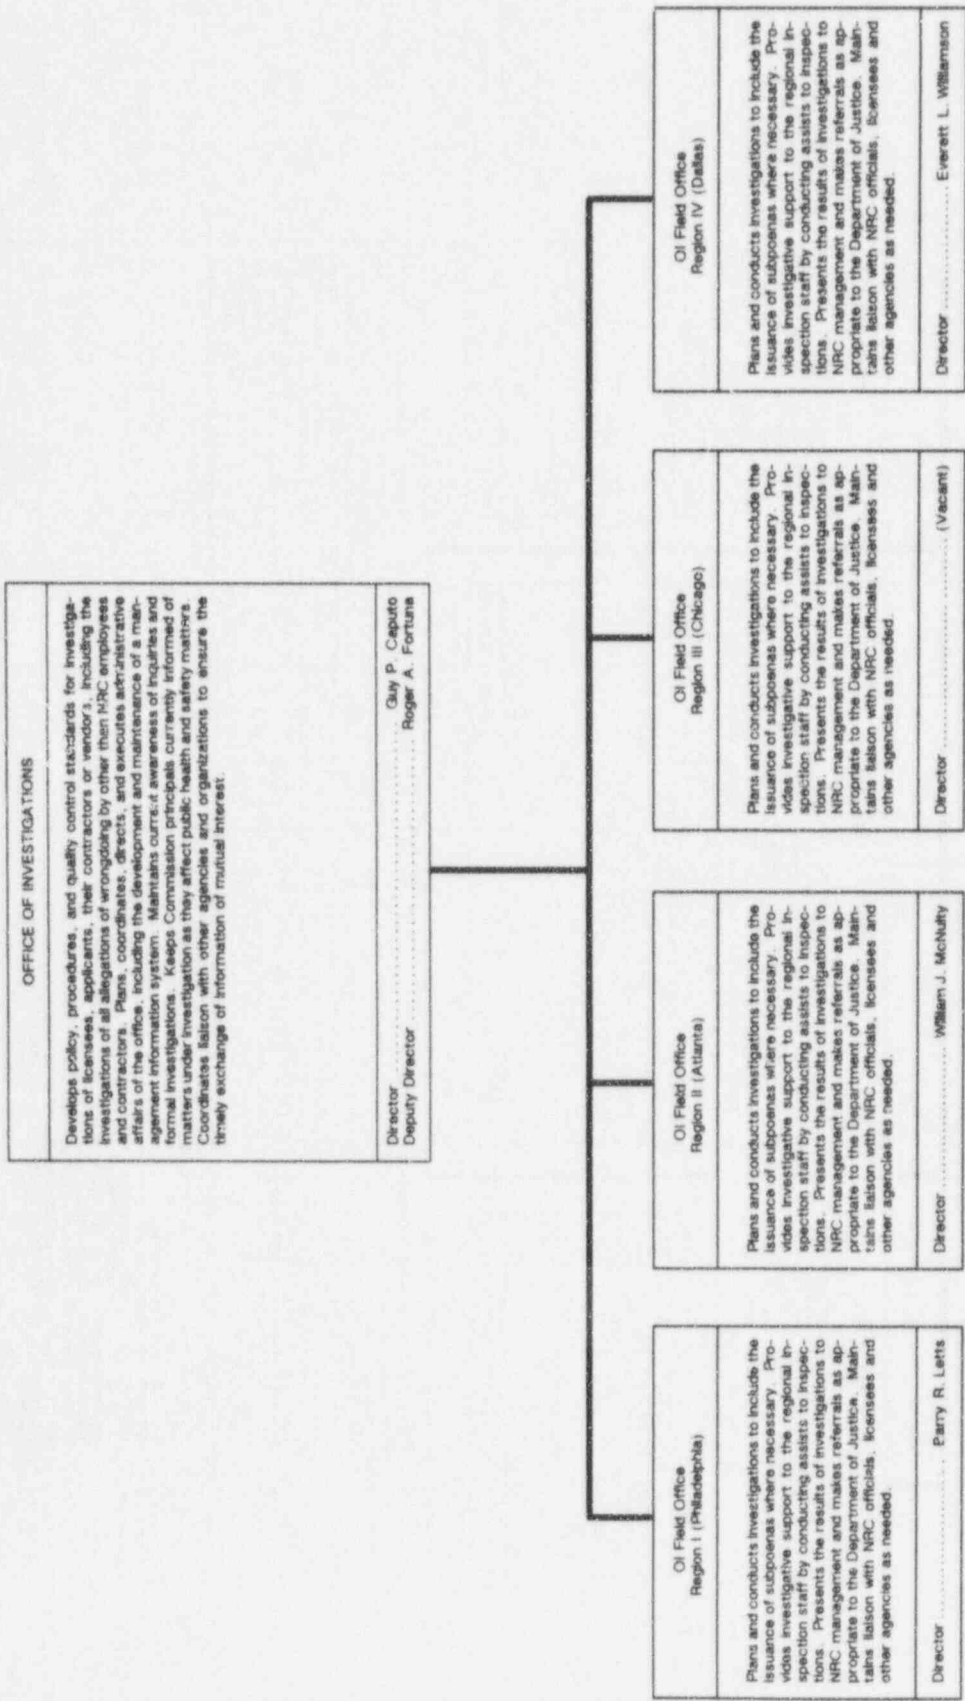 OFFICE OF INVESTIGATIONS
Develops policy, procedures, and quality control standards for investiga-
tions of licensees, applicants, their contractors or vendors, including the
investigations of all allegations of wrongdoing by other then NRC employees
and contractors. Plans, coordinates, directs, and executes administrative
affairs of the office, including the development and maintenance of a man-
agement information system. Maintains current awareness of inquiries and
formal investigations. Keeps Commission principals currently informed of
matters under investigation as they affect public health and safety matters.
Coordinates liaison with other agencies and organizations to ensure the
timely exchange of information of mutual interest.
Director .......................... Guy P. Caputo
Deputy Director .................... Roger A. Fortuna
OI Field Office
Region I (Philadelphia)
Plans and conducts investigations to include the
issuance of subpoenas where necessary. Pro-
vides investigative support to the regional in-
spection staff by conducting assists to inspec-
tions. Presents the results of investigations to
NRC management and makes referrals as ap-
propriate to the Department of Justice. Main-
tains liaison with NRC officials, licensees and
other agencies as needed.
Director .................... Parry R. Letts
OI Field Office
Region II (Atlanta)
Plans and conducts investigations to include the
issuance of subpoenas where necessary. Pro-
vides investigative support to the regional in-
spection staff by conducting assists to inspec-
tions. Presents the results of investigations to
NRC management and makes referrals as ap-
propriate to the Department of Justice. Main-
tains liaison with NRC officials, licensees and
other agencies as needed.
Director .................... William J. McNulty
OI Field Office
Region III (Chicago)
Plans and conducts investigations to include the
issuance of subpoenas where necessary. Pro-
vides investigative support to the regional in-
spection staff by conducting assists to inspec-
tions. Presents the results of investigations to
NRC management and makes referrals as ap-
propriate to the Department of Justice. Main-
tains liaison with NRC officials, licensees and
other agencies as needed.
Director .................... (Vacant)
OI Field Office
Region IV (Dallas)
Plans and conducts investigations to include the
issuance of subpoenas where necessary. Pro-
vides investigative support to the regional in-
spection staff by conducting assists to inspec-
tions. Presents the results of investigations to
NRC management and makes referrals as ap-
propriate to the Department of Justice. Main-
tains liaison with NRC officials, licensees and
other agencies as needed.
Director .................... Everett L. Williamson